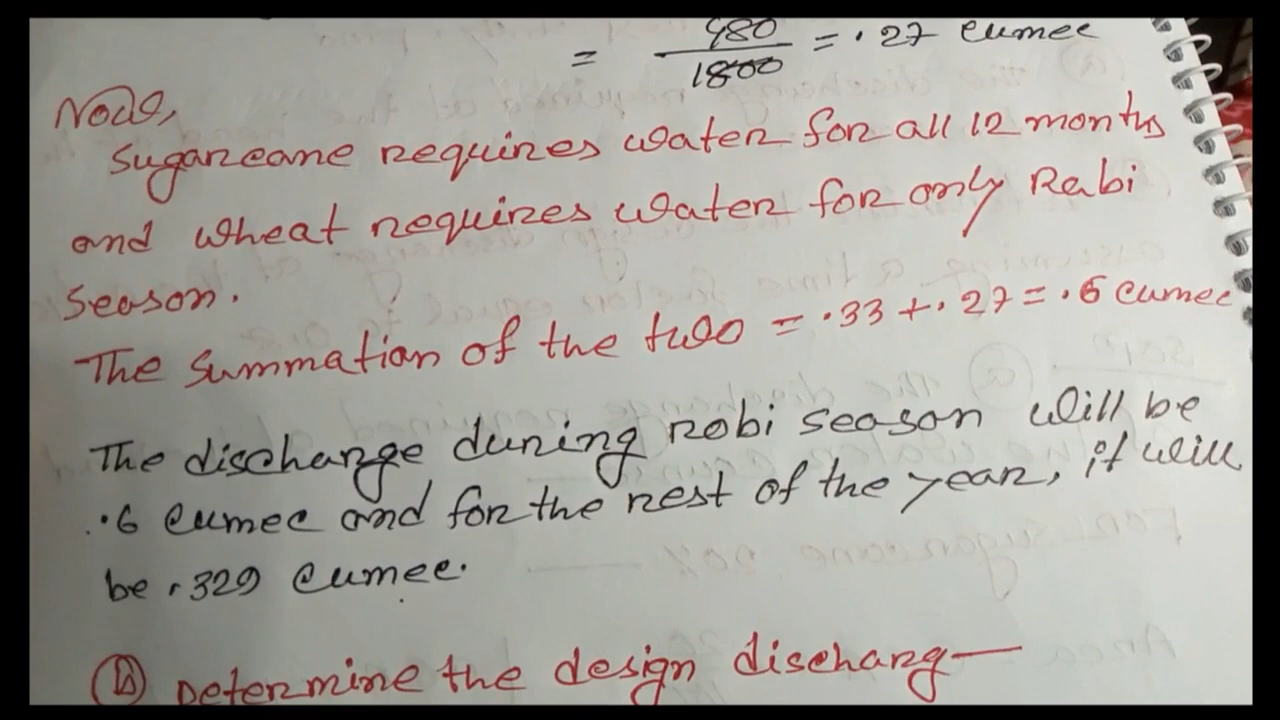 = 480/1800 = .27 cumec
Now,
Sugarcane requires water for all 12 months
and wheat requires water for only Rabi
Season.
The Summation of the two = .33 + .27 = .6 cumec
The discharge during robi season will be
.6 cumec and for the rest of the year, it will
be .329 cumec.
(b) Determine the design discharg—